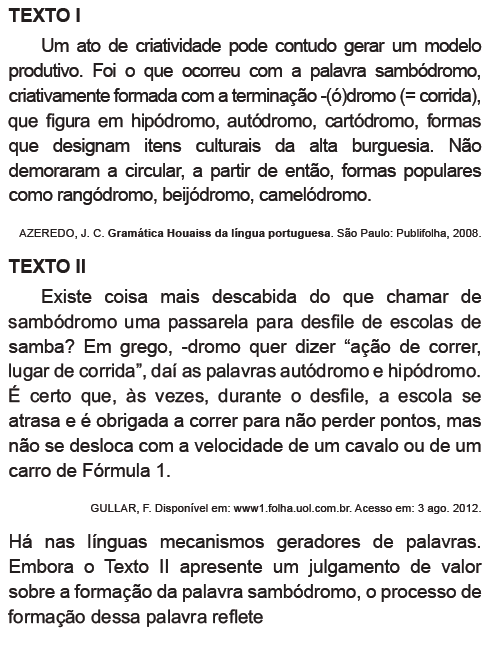 TEXTO I
Um ato de criatividade pode contudo gerar um modelo
produtivo. Foi o que ocorreu com a palavra sambódromo,
criativamente formada com a terminação -(ó)dromo (= corrida),
que figura em hipódromo, autódromo, cartódromo, formas
que designam itens culturais da alta burguesia. Não
demoraram a circular, a partir de então, formas populares
como rangódromo, beijódromo, camelódromo.
AZEREDO, J. C. Gramática Houaiss da língua portuguesa. São Paulo: Publifolha, 2008.
TEXTO II
Existe coisa mais descabida do que chamar de
sambódromo uma passarela para desfile de escolas de
samba? Em grego, -dromo quer dizer “ação de correr,
lugar de corrida”, daí as palavras autódromo e hipódromo.
É certo que, às vezes, durante o desfile, a escola se
atrasa e é obrigada a correr para não perder pontos, mas
não se desloca com a velocidade de um cavalo ou de um
carro de Fórmula 1.
GULLAR, F. Disponível em: www1.folha.uol.com.br. Acesso em: 3 ago. 2012.
Há nas línguas mecanismos geradores de palavras.
Embora o Texto II apresente um julgamento de valor
sobre a formação da palavra sambódromo, o processo de
formação dessa palavra reflete